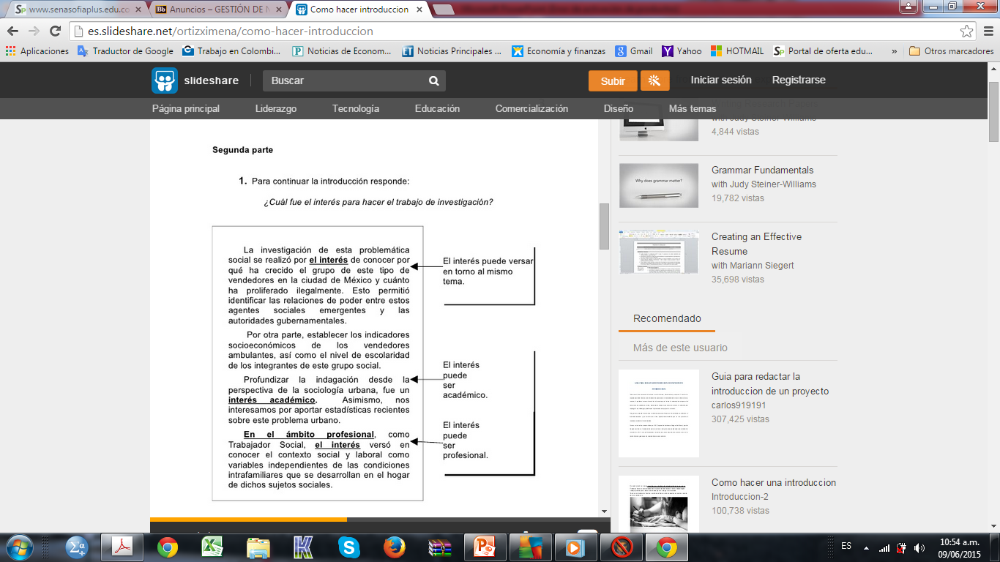 www.senasofiaplus.edu.co
Anuncios – GESTIÓN DE N
Como hacer introduccion
es.slideshare.net/ortizximena/como-hacer-introduccion
Aplicaciones
Traductor de Google
Trabajo en Colombi...
Noticias de Econom...
Noticias Principales ...
Economía y finanzas
Gmail
Yahoo
HOTMAIL
Portal de oferta edu...
»
Otros marcadores
slideshare
Buscar
Subir
Iniciar sesión
Registrarse
Página principal
Liderazgo
Tecnología
Educación
Comercialización
Diseño
Más temas
Segunda parte
1. Para continuar la introducción responde:
¿Cuál fue el interés para hacer el trabajo de investigación?
La investigación de esta problemática
social se realizó por el interés de conocer por
qué ha crecido el grupo de este tipo de
vendedores en la ciudad de México y cuánto
ha proliferado ilegalmente. Esto permitió
identificar las relaciones de poder entre estos
agentes sociales emergentes y las
autoridades gubernamentales.
Por otra parte, establecer los indicadores
socioeconómicos de los vendedores
ambulantes, así como el nivel de escolaridad
de los integrantes de este grupo social.
Profundizar la indagación desde la
perspectiva de la sociología urbana, fue un
interés académico. Asimismo, nos
interesamos por aportar estadísticas recientes
sobre este problema urbano.
En el ámbito profesional, como
Trabajador Social, el interés versó en
conocer el contexto social y laboral como
variables independientes de las condiciones
intrafamiliares que se desarrollan en el hogar
de dichos sujetos sociales.
El interés puede versar
en torno al mismo
tema.
El interés
puede
ser
académico.
El interés
puede
ser
profesional.
with Judy Steiner-Williams
4,844 vistas
Why does grammar matter?
Grammar Fundamentals
with Judy Steiner-Williams
19,782 vistas
Creating an Effective
Resume
with Mariann Siegert
35,698 vistas
Recomendado
Más de este usuario
Guia para redactar la
introduccion de un proyecto
carlos919191
307,425 vistas
Como hacer una introduccion
Introduccion-2
100,738 vistas
ES
10:54 a.m.
09/06/2015